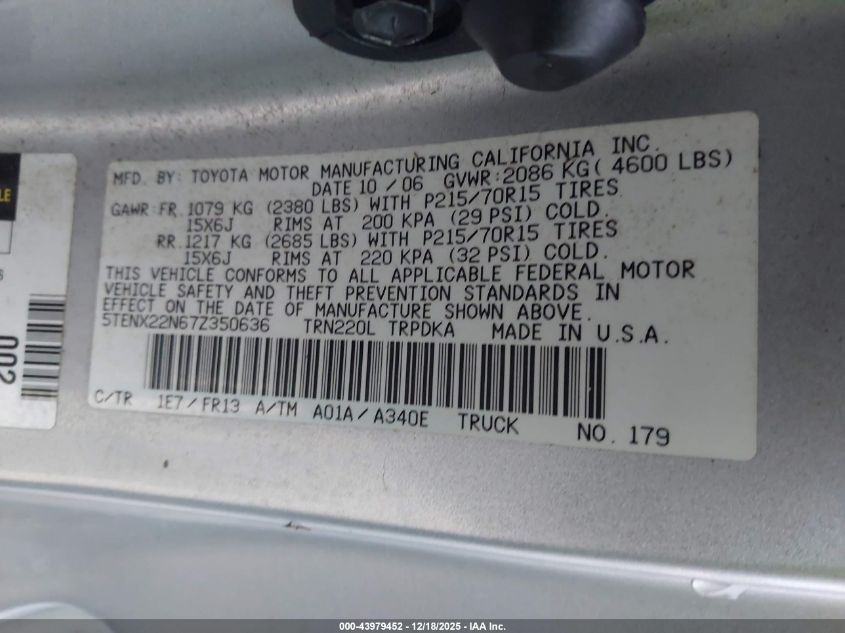 MFD. BY: TOYOTA MOTOR MANUFACTURING CALIFORNIA INC.
DATE 10 / 06 GVWR: 2086 KG( 4600 LBS)
GAWR: FR. 1079 KG (2380 LBS) WITH P215/70R15 TIRES
15X6J RIMS AT 200 KPA (29 PSI) COLD.
RR. 1217 KG (2685 LBS) WITH P215/70R15 TIRES
15X6J RIMS AT 220 KPA (32 PSI) COLD.
THIS VEHICLE CONFORMS TO ALL APPLICABLE FEDERAL MOTOR
VEHICLE SAFETY AND THEFT PREVENTION STANDARDS IN
EFFECT ON THE DATE OF MANUFACTURE SHOWN ABOVE.
5TENX22N67Z350636 TRN220L TRPDKA MADE IN U.S.A.
C/TR 1E7/FR13 A/TM A01A/A340E TRUCK NO. 179
002
000-43979452 - 12/18/2025 - IAA Inc.